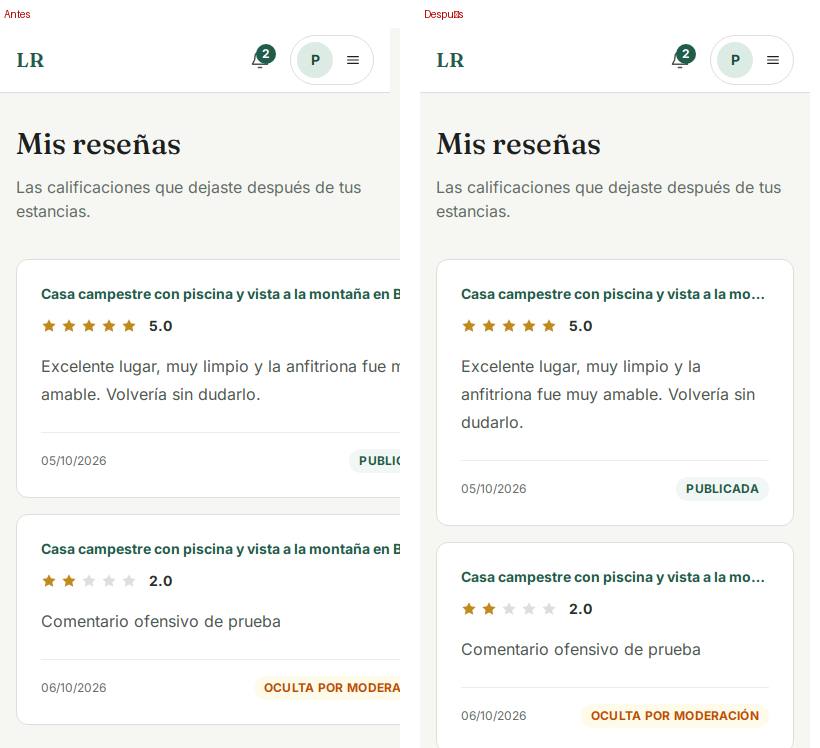 Antes
LR
2
P
Mis reseñas
Las calificaciones que dejaste después de tus
estancias.
Casa campestre con piscina y vista a la montaña en B
5.0
Excelente lugar, muy limpio y la anfitriona fue m
amable. Volvería sin dudarlo.
05/10/2026
PUBLIC
Casa campestre con piscina y vista a la montaña en B
2.0
Comentario ofensivo de prueba
06/10/2026
OCULTA POR MODERA
LR
2
P
Mis reseñas
Las calificaciones que dejaste después de tus
estancias.
Casa campestre con piscina y vista a la mo...
5.0
Excelente lugar, muy limpio y la
anfitriona fue muy amable. Volvería sin
dudarlo.
05/10/2026
PUBLICADA
Casa campestre con piscina y vista a la mo...
2.0
Comentario ofensivo de prueba
06/10/2026
OCULTA POR MODERACIÓN